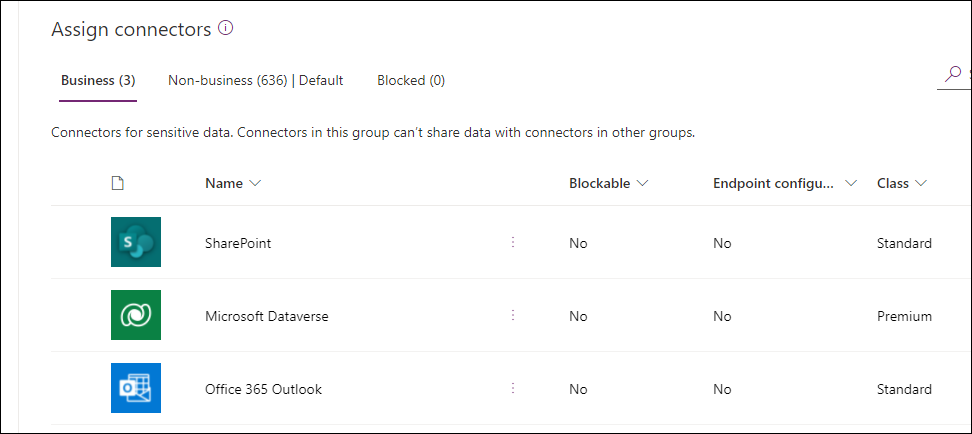 Assign connectors
Business (3) Non-business (636) | Default Blocked (0)
Connectors for sensitive data. Connectors in this group can't share data with connectors in other groups.
Name Blockable Endpoint configu... Class
S SharePoint No No Standard
Microsoft Dataverse No No Premium
Office 365 Outlook No No Standard